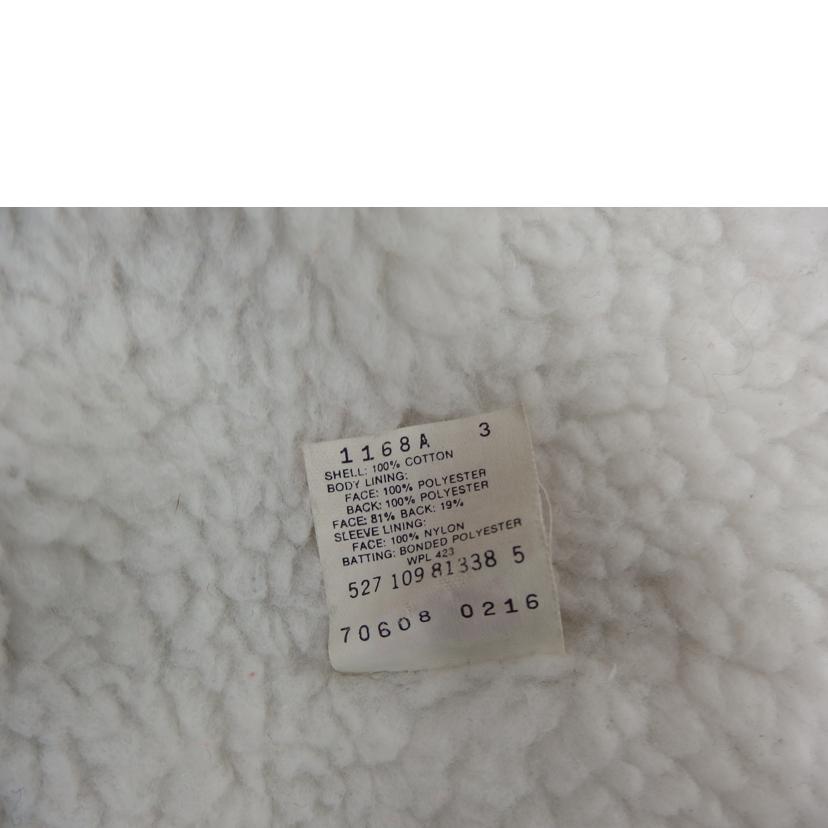 1168A 3
SHELL: 100% COTTON
BODY LINING:
FACE: 100% POLYESTER
BACK: 100% POLYESTER
FACE: 81% BACK: 19%
SLEEVE LINING:
FACE: 100% NYLON
BATTING: BONDED POLYESTER
WPL 423
527 109 81338 5
70608 0216